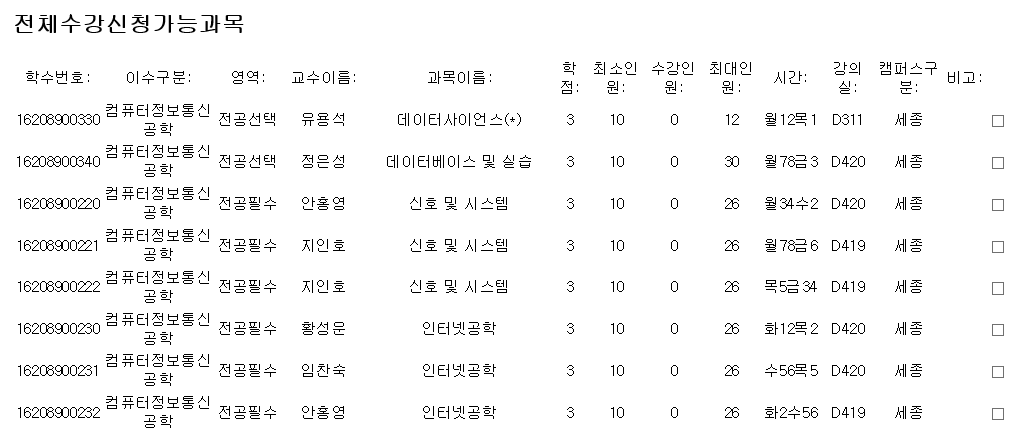 전체수강신청가능과목
학수번호: 이수구분: 영역: 교수이름: 과목이름: 학점: 최소인원: 수강인원: 최대인원: 시간: 강의실: 캠퍼스구분: 비고:
16208900330 컴퓨터정보통신공학 전공선택 유용석 데이터사이언스(*) 3 10 0 12 월12목1 D311 세종
16208900340 컴퓨터정보통신공학 전공선택 정은성 데이터베이스 및 실습 3 10 0 30 월78금3 D420 세종
16208900220 컴퓨터정보통신공학 전공필수 안홍영 신호 및 시스템 3 10 0 26 월34수2 D420 세종
16208900221 컴퓨터정보통신공학 전공필수 지인호 신호 및 시스템 3 10 0 26 월78금6 D419 세종
16208900222 컴퓨터정보통신공학 전공필수 지인호 신호 및 시스템 3 10 0 26 목5금34 D419 세종
16208900230 컴퓨터정보통신공학 전공필수 황성운 인터넷공학 3 10 0 26 화12목2 D420 세종
16208900231 컴퓨터정보통신공학 전공필수 임찬숙 인터넷공학 3 10 0 26 수56목5 D420 세종
16208900232 컴퓨터정보통신공학 전공필수 안홍영 인터넷공학 3 10 0 26 화2수56 D419 세종